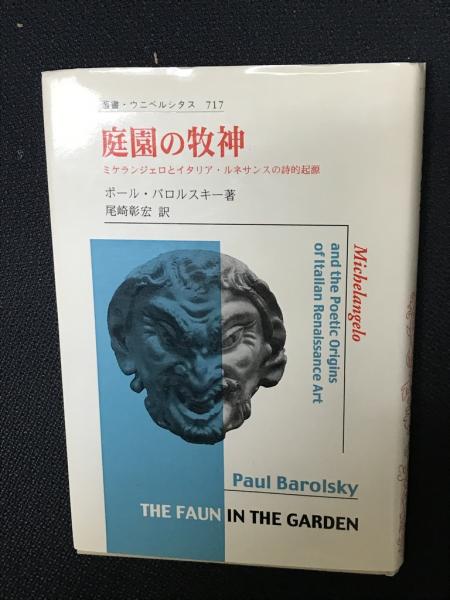 叢書・ウニベルシタス 717
庭園の牧神
ミケランジェロとイタリア・ルネサンスの詩的起源
ポール・バロルスキー著
尾崎彰宏 訳
Michelangelo
and the Poetic Origins
of Italian Renaissance Art
Paul Barolsky
THE FAUN IN THE GARDEN